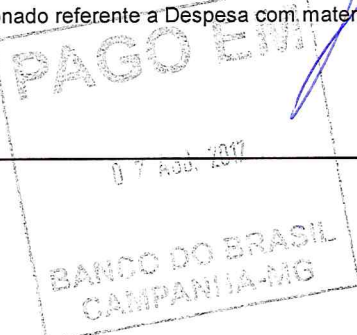 nado referente a Despesa com mater
PAGO EM
07 AGO. 2017
BANCO DO BRASIL
CAMPANHA-MG